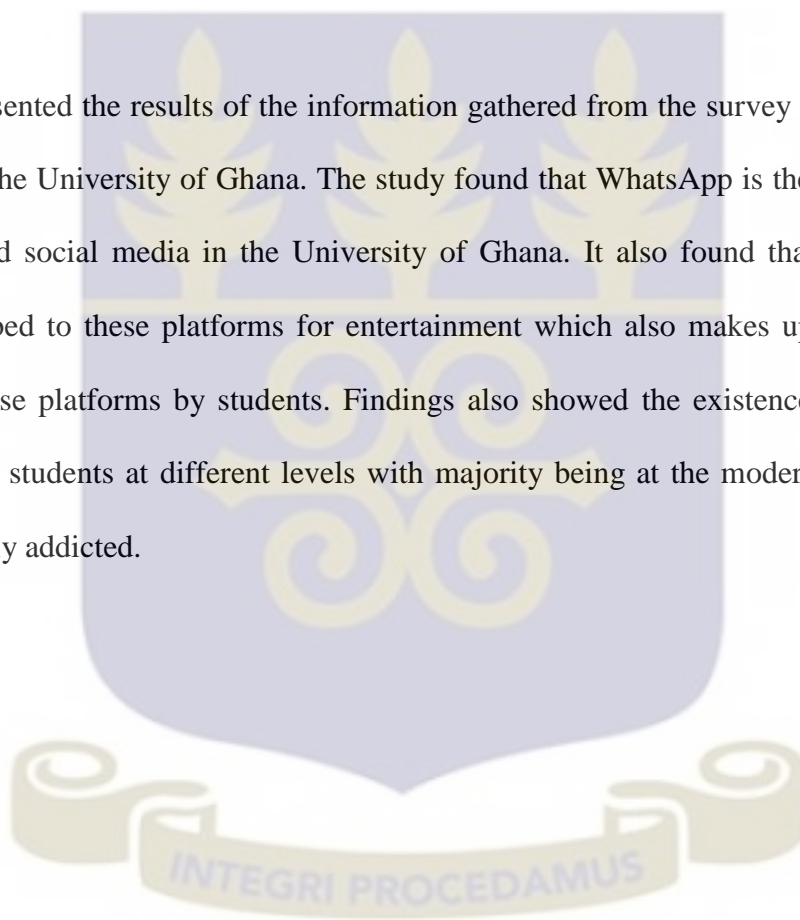 sented the results of the information gathered from the survey
he University of Ghana. The study found that WhatsApp is the
d social media in the University of Ghana. It also found tha
bed to these platforms for entertainment which also makes up
se platforms by students. Findings also showed the existence
students at different levels with majority being at the moder
y addicted.
INTEGRI PROCEDAMUS